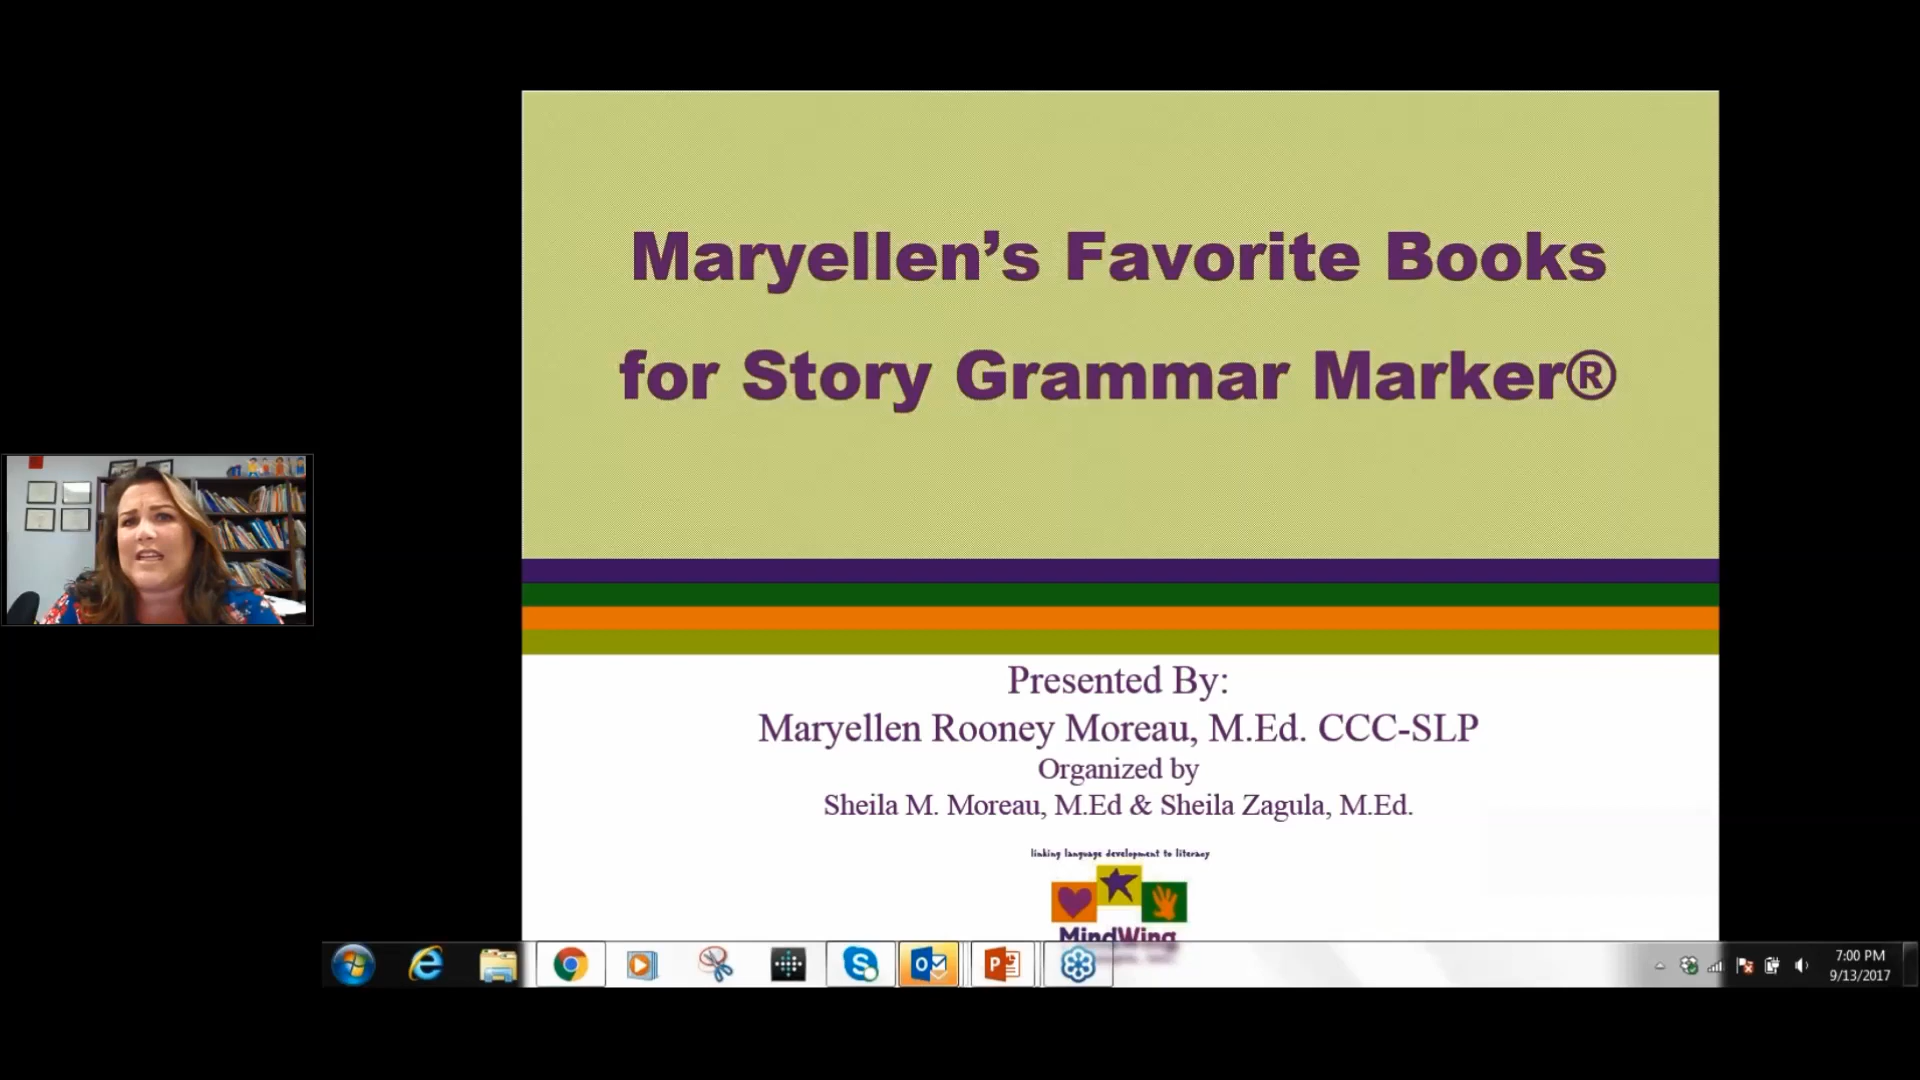 Maryellen’s Favorite Books
for Story Grammar Marker®
Presented By:
Maryellen Rooney Moreau, M.Ed. CCC-SLP
Organized by
Sheila M. Moreau, M.Ed & Sheila Zagula, M.Ed.
linking language development to literacy
MindWing
7:00 PM
9/13/2017